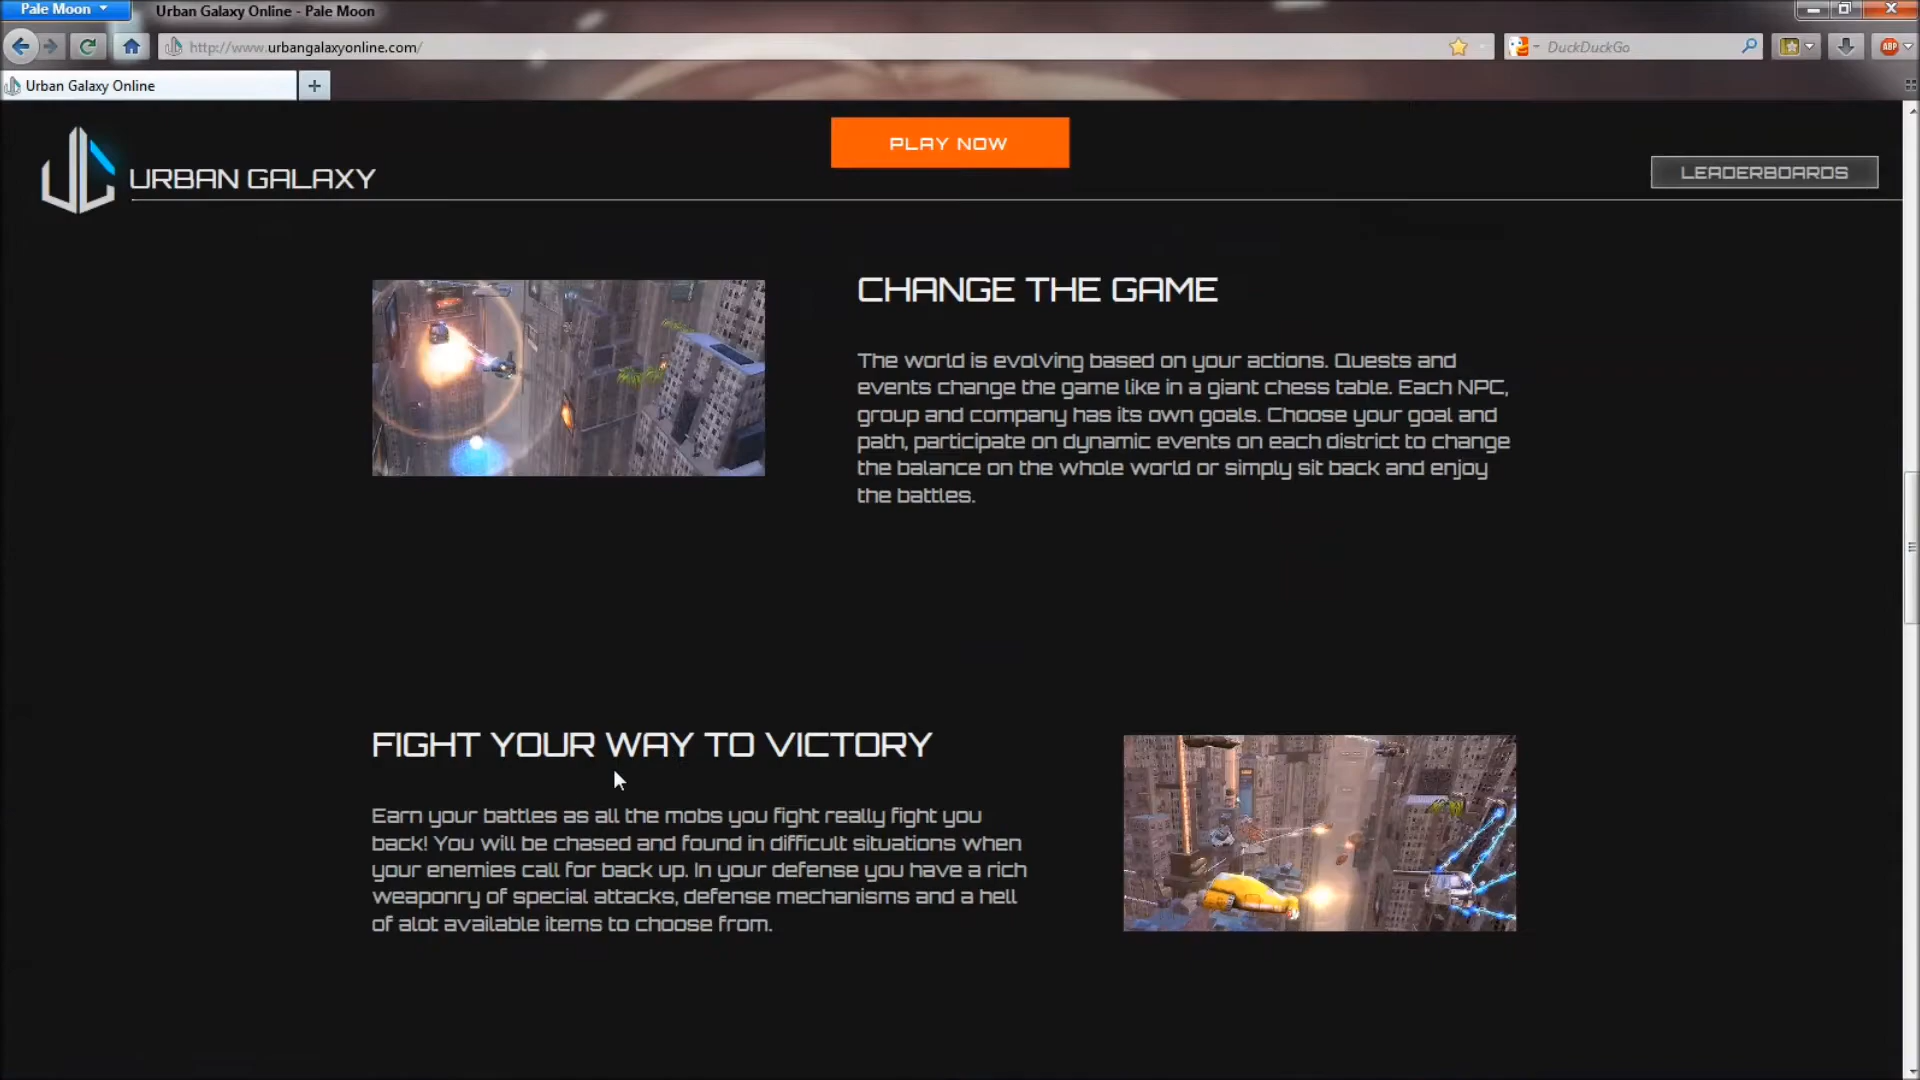 Pale Moon
Urban Galaxy Online - Pale Moon
http://www.urbangalaxyonline.com/
DuckDuckGo
ABP
Urban Galaxy Online
PLAY NOW
URBAN GALAXY
LEADERBOARDS
CHANGE THE GAME
The world is evolving based on your actions. Quests and
events change the game like in a giant chess table. Each NPC,
group and company has its own goals. Choose your goal and
path, participate on dynamic events on each district to change
the balance on the whole world or simply sit back and enjoy
the battles.
FIGHT YOUR WAY TO VICTORY
Earn your battles as all the mobs you fight really fight you
back! You will be chased and found in difficult situations when
your enemies call for back up. In your defense you have a rich
weaponry of special attacks, defense mechanisms and a hell
of alot available items to choose from.